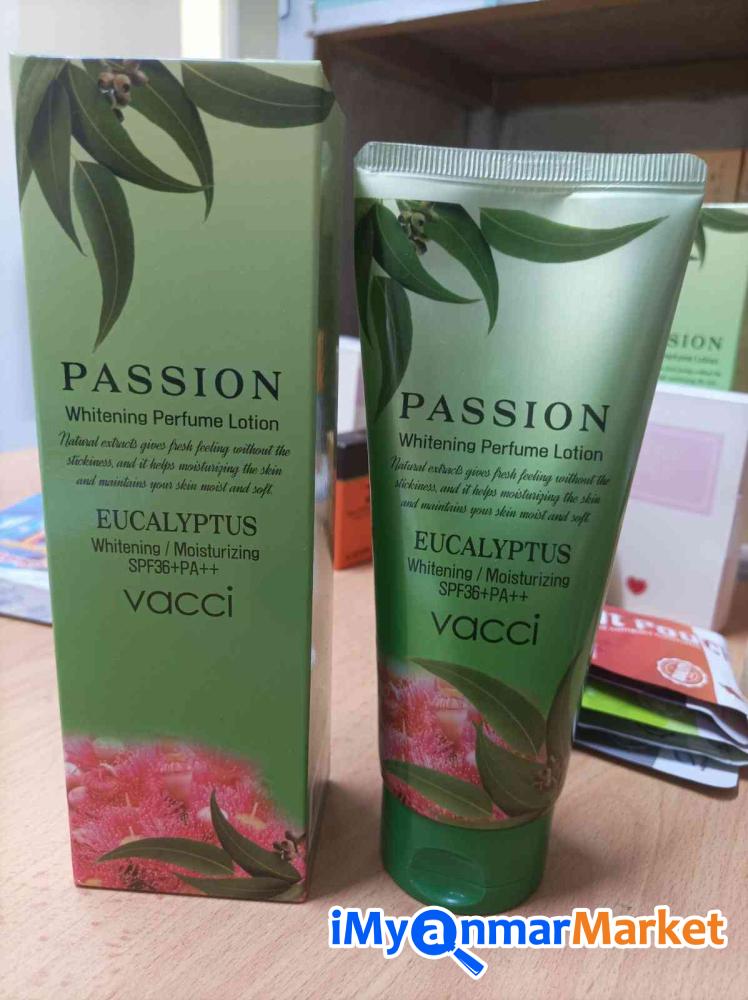 PASSION
Whitening Perfume Lotion
Natural extracts gives fresh feeling without the
stickiness, and it helps moisturizing the skin
and maintains your skin moist and soft.
EUCALYPTUS
Whitening / Moisturizing
SPF36+PA++
vacci
PASSION
Whitening Perfume Lotion
Natural extracts gives fresh feeling without the
stickiness, and it helps moisturizing the skin
and maintains your skin moist and soft.
EUCALYPTUS
Whitening / Moisturizing
SPF36+PA++
vacci
SSION
Perfume Lotion
iMyanmarMarket